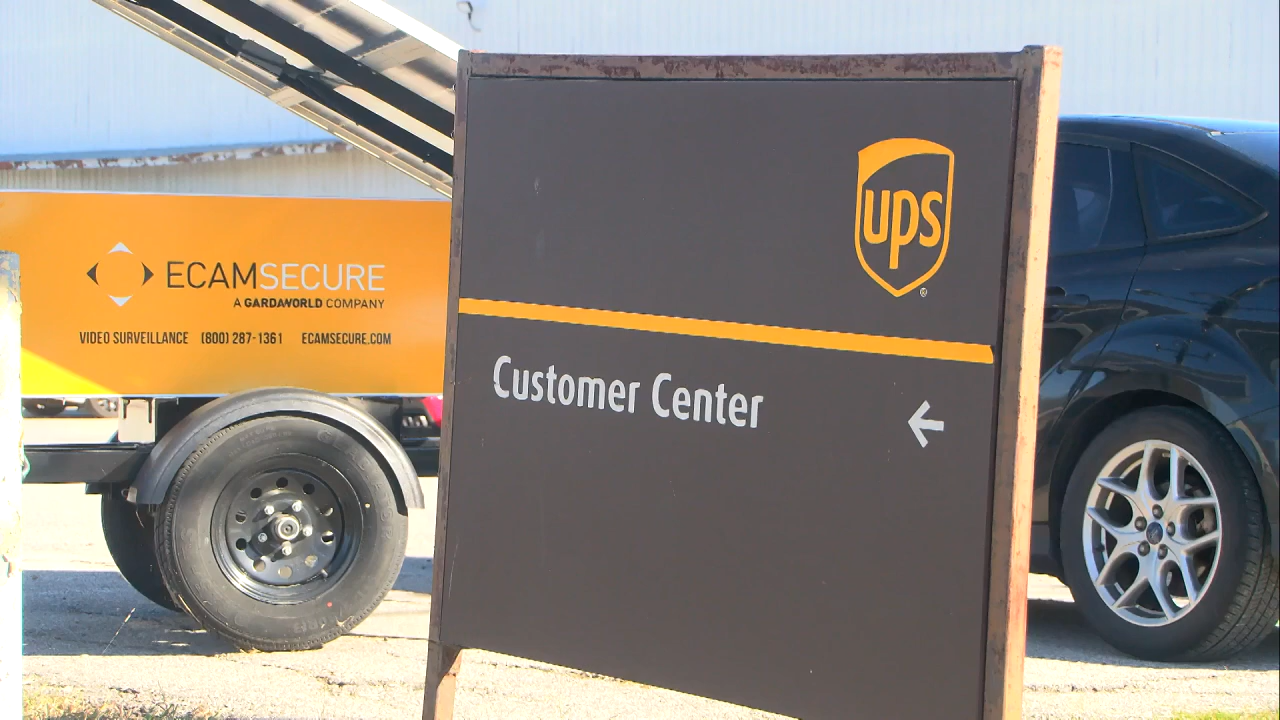 ECAMSECURE
A GARDAWORLD COMPANY
VIDEO SURVEILLANCE (800) 287-1361 ECAMSECURE.COM
ups
®
Customer Center ←